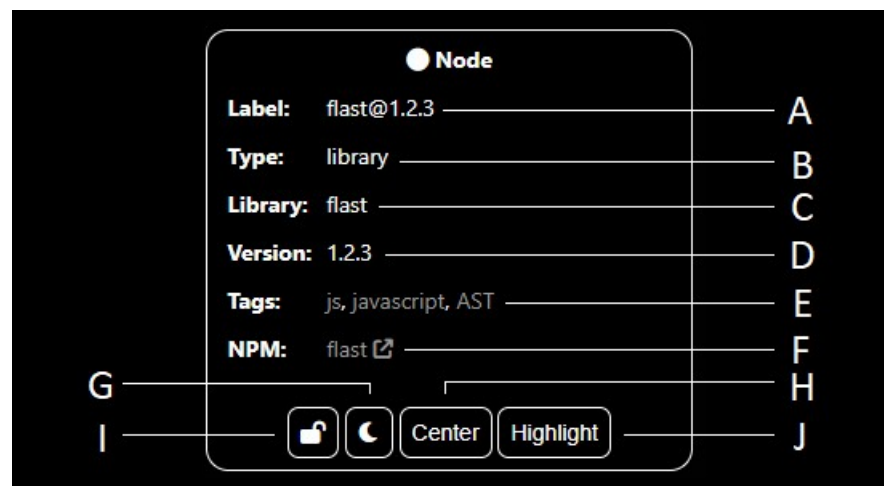 Node
Label: flast@1.2.3 A
Type: library B
Library: flast C
Version: 1.2.3 D
Tags: js, javascript, AST E
NPM: flast F
G H
I Center Highlight J